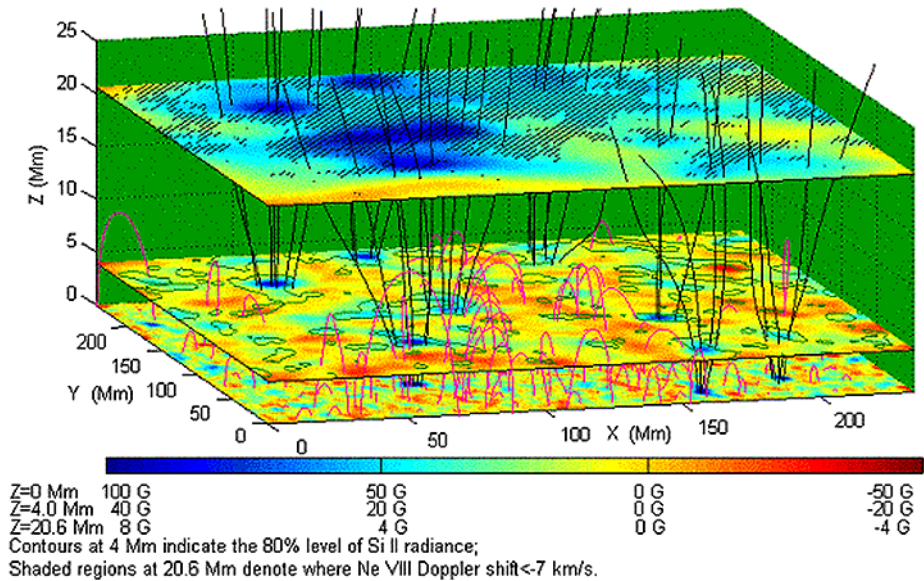 25
20
15
10
5
0
Z (Mm)
200
150
100
50
0
Y (Mm)
0
50
100
150
200
X (Mm)
Z=0 Mm 100 G 50 G 0 G -50 G
Z=4.0 Mm 40 G 20 G 0 G -20 G
Z=20.6 Mm 8 G 4 G 0 G -4 G
Contours at 4 Mm indicate the 80% level of Si II radiance;
Shaded regions at 20.6 Mm denote where Ne VIII Doppler shift<-7 km/s.